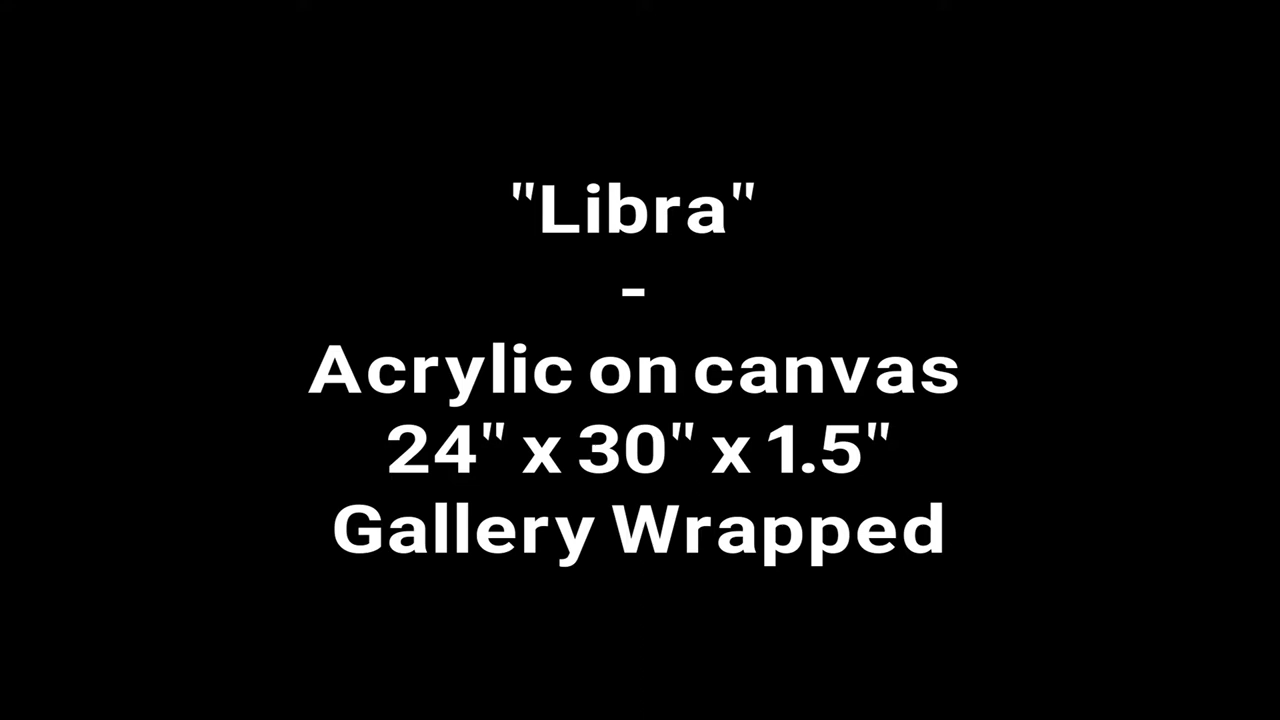 "Libra"
-
Acrylic on canvas
24" x 30" x 1.5"
Gallery Wrapped